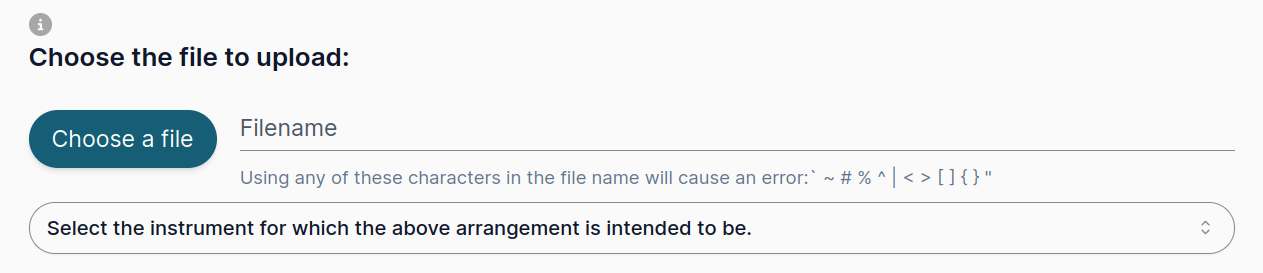 Choose the file to upload:
Choose a file
Filename
Using any of these characters in the file name will cause an error:` ~ # % ^ | < > [ ] { } "
Select the instrument for which the above arrangement is intended to be.